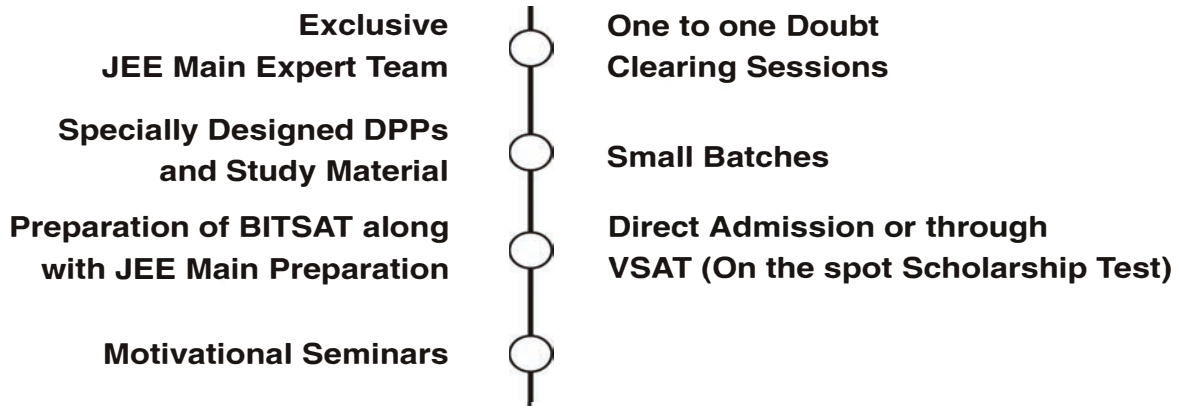 Exclusive
JEE Main Expert Team
One to one Doubt
Clearing Sessions
Specially Designed DPPs
and Study Material
Small Batches
Preparation of BITSAT along
with JEE Main Preparation
Direct Admission or through
VSAT (On the spot Scholarship Test)
Motivational Seminars